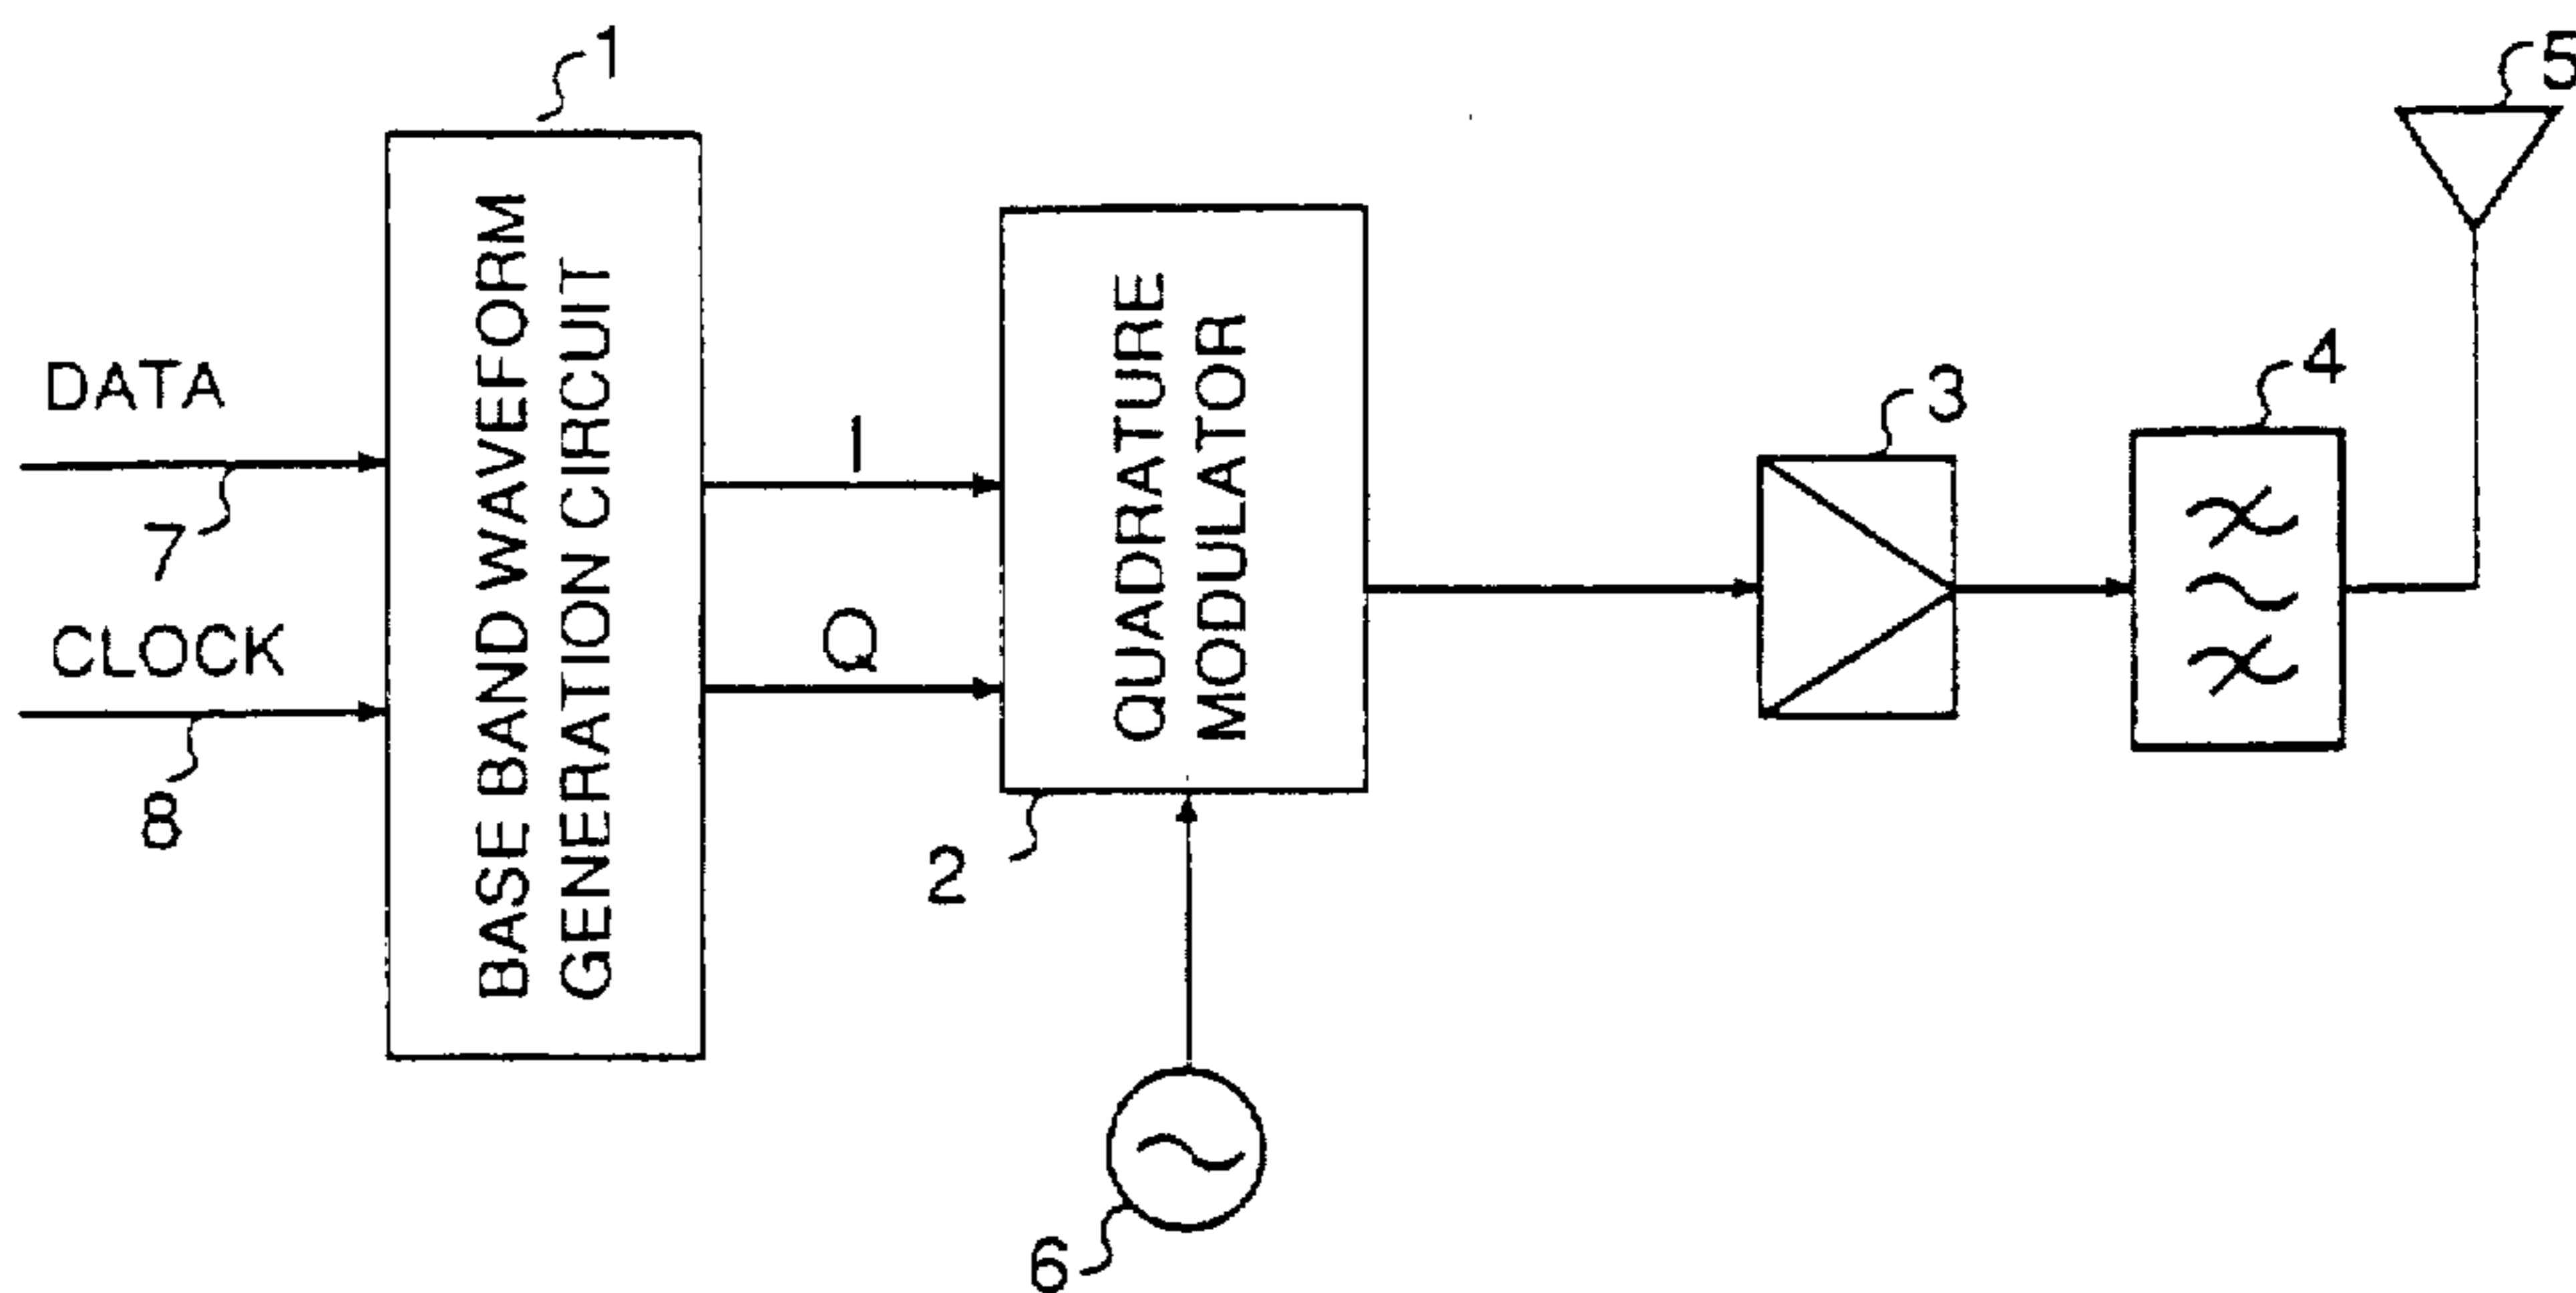 1
5
BASE BAND WAVEFORM
GENERATION CIRCUIT
QUADRATURE
MODULATOR
DATA
7
CLOCK
8
I
Q
2
3
4
6